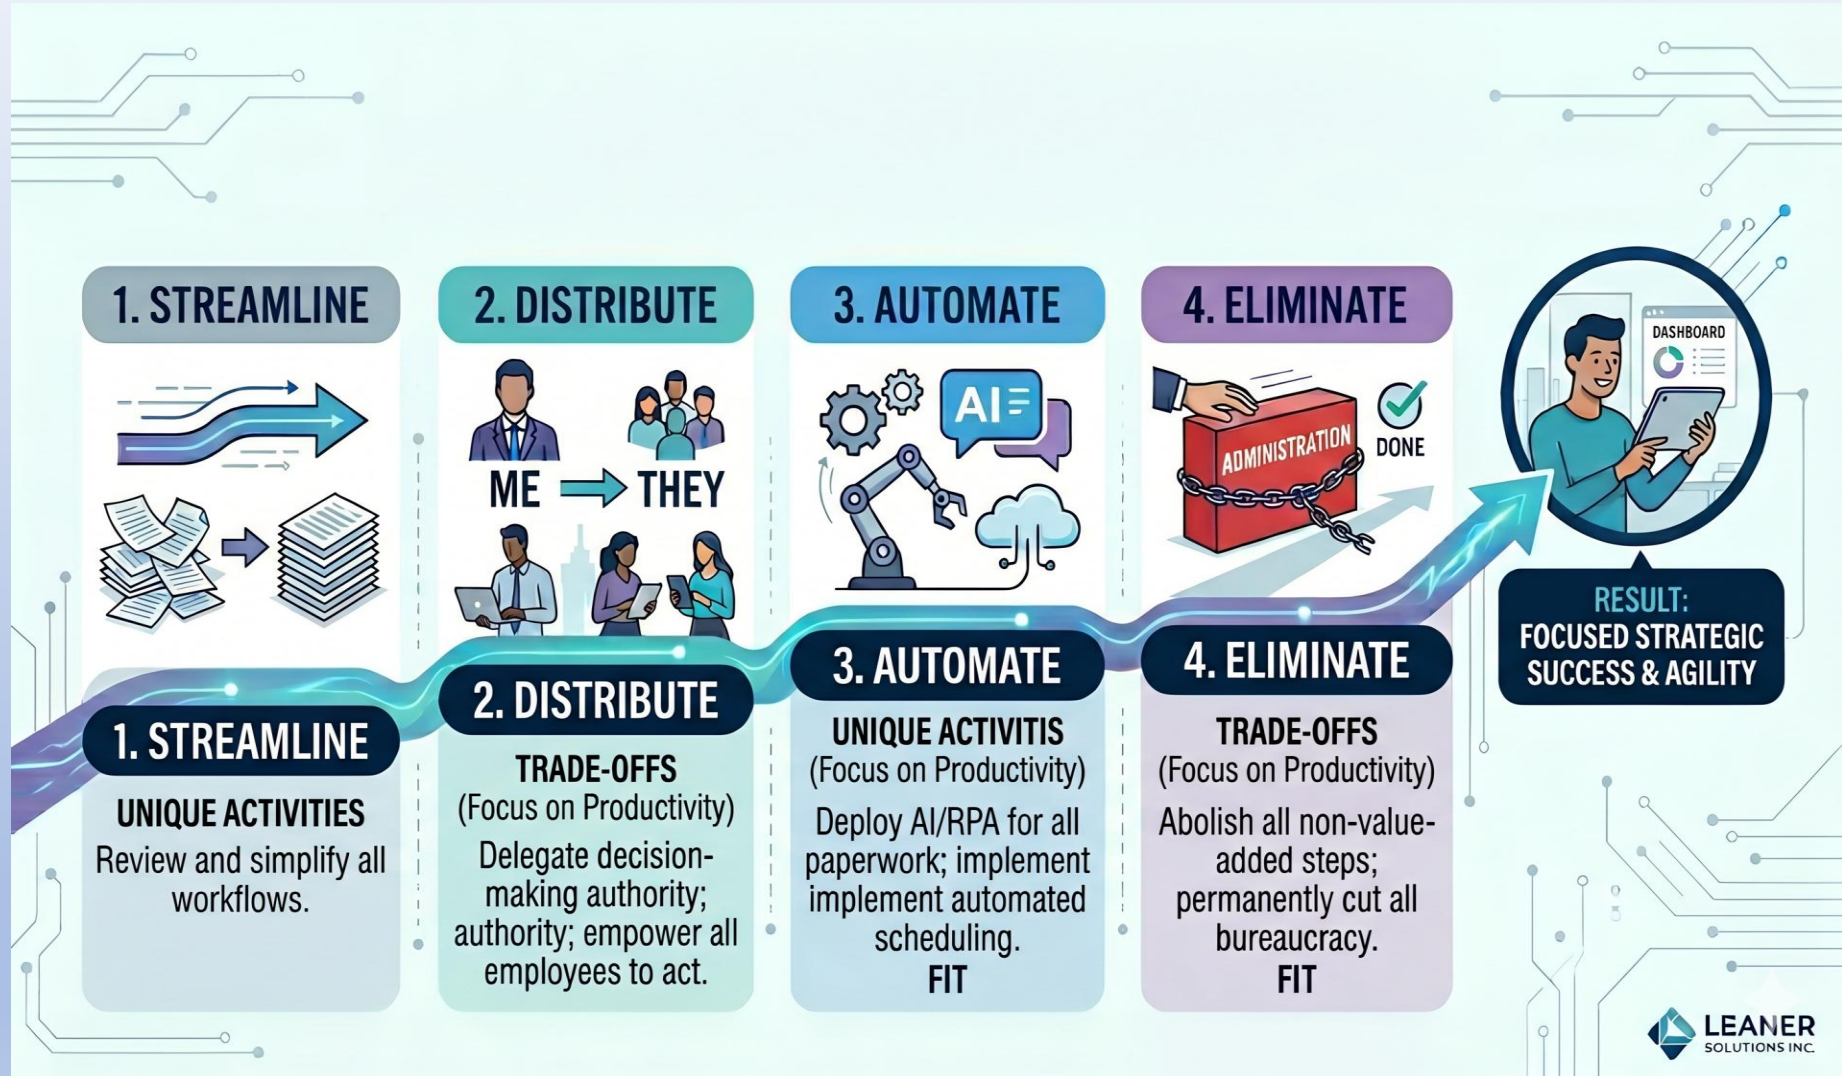 1. STREAMLINE
2. DISTRIBUTE
3. AUTOMATE
4. ELIMINATE
ME
THEY
AI
ADMINISTRATION
DONE
DASHBOARD
RESULT:
FOCUSED STRATEGIC
SUCCESS & AGILITY
1. STREAMLINE
UNIQUE ACTIVITIES
Review and simplify all
workflows.
2. DISTRIBUTE
TRADE-OFFS
(Focus on Productivity)
Delegate decision-
making authority;
authority; empower all
employees to act.
3. AUTOMATE
UNIQUE ACTIVITIS
(Focus on Productivity)
Deploy AI/RPA for all
paperwork; implement
implement automated
scheduling.
FIT
4. ELIMINATE
TRADE-OFFS
(Focus on Productivity)
Abolish all non-value-
added steps;
permanently cut all
bureaucracy.
FIT
LEANER
SOLUTIONS INC.